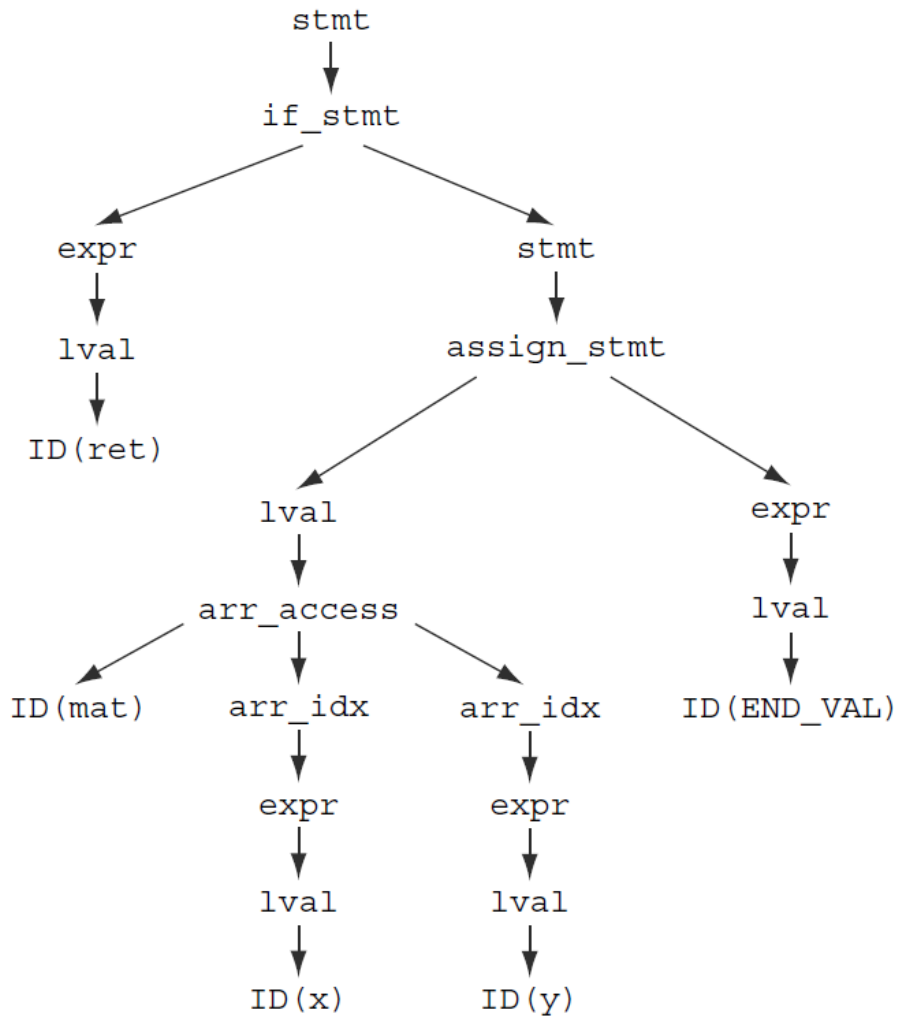 stmt
if_stmt
expr stmt
lval assign_stmt
ID(ret)
lval expr
arr_access lval
ID(mat) arr_idx arr_idx ID(END_VAL)
expr expr
lval lval
ID(x) ID(y)